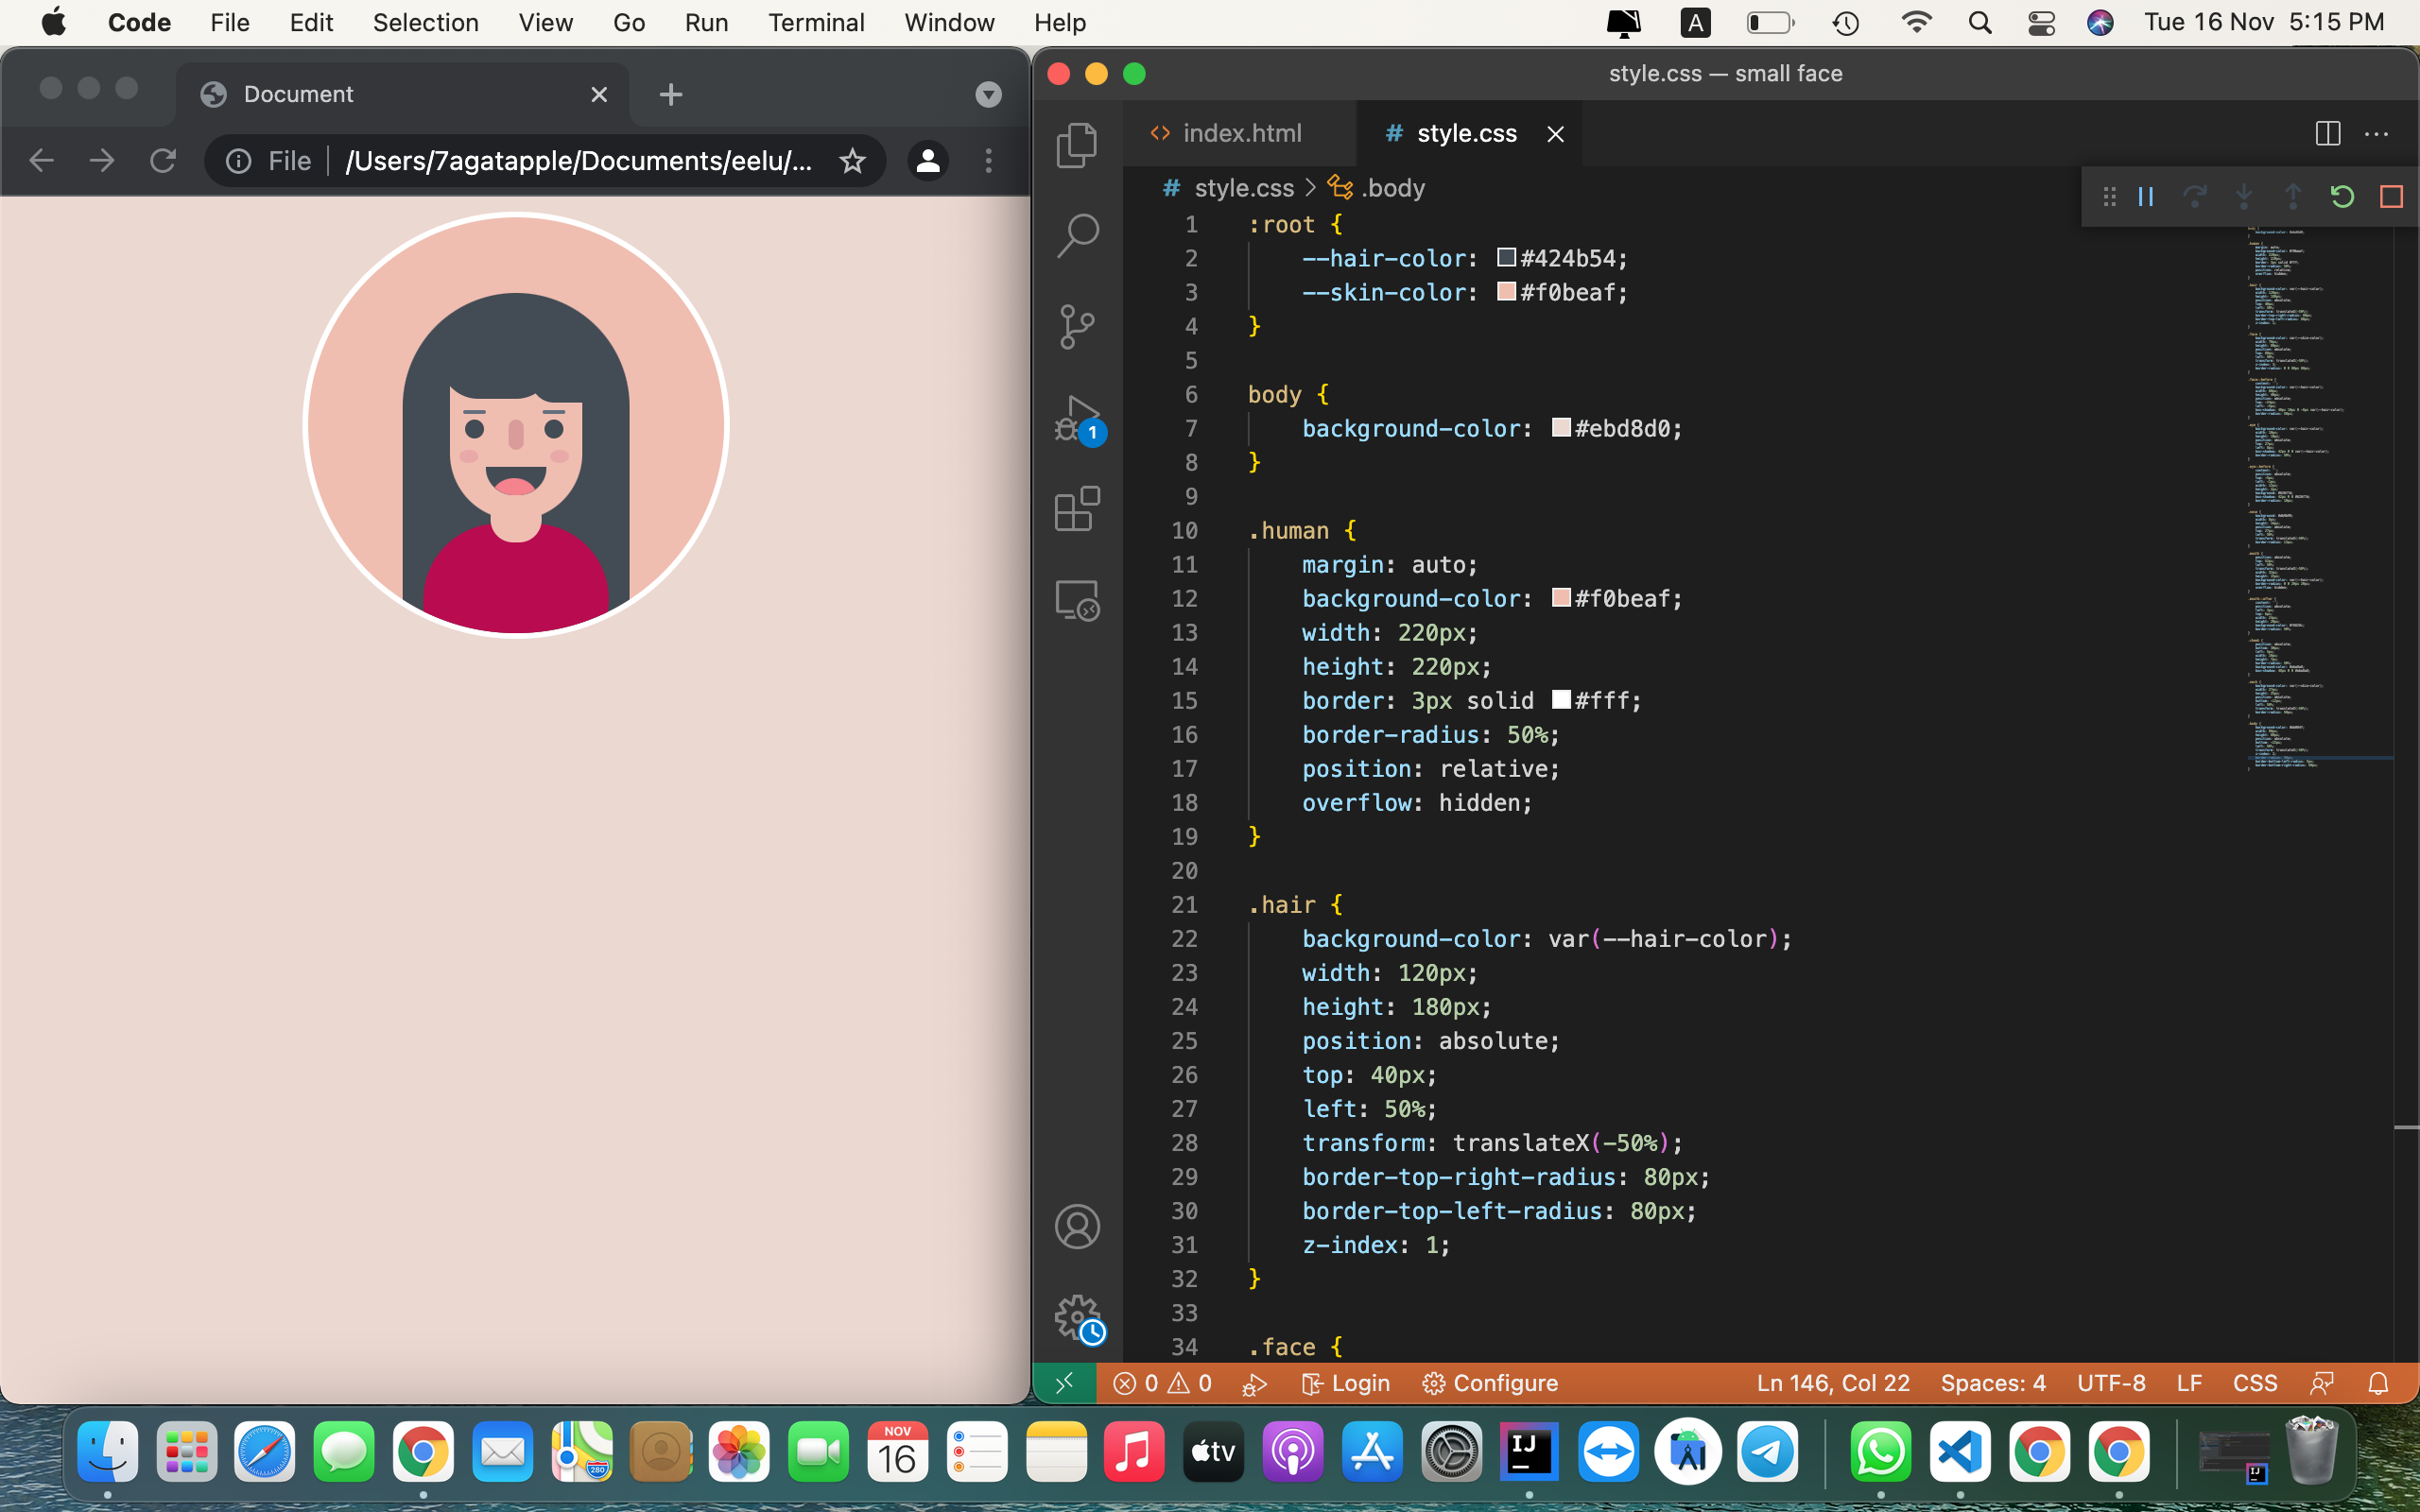 Code File Edit Selection View Go Run Terminal Window Help A Tue 16 Nov 5:15 PM
Document
File /Users/7agatapple/Documents/eelu/...
style.css — small face
index.html # style.css
# style.css > .body
1 :root {
2 --hair-color: #424b54;
3 --skin-color: #f0beaf;
4 }
5
6 body {
7 background-color: #ebd8d0;
8 }
9
10 .human {
11 margin: auto;
12 background-color: #f0beaf;
13 width: 220px;
14 height: 220px;
15 border: 3px solid #fff;
16 border-radius: 50%;
17 position: relative;
18 overflow: hidden;
19 }
20
21 .hair {
22 background-color: var(--hair-color);
23 width: 120px;
24 height: 180px;
25 position: absolute;
26 top: 40px;
27 left: 50%;
28 transform: translateX(-50%);
29 border-top-right-radius: 80px;
30 border-top-left-radius: 80px;
31 z-index: 1;
32 }
33
34 .face {
1
0 0 Login Configure Ln 146, Col 22 Spaces: 4 UTF-8 LF CSS
280 NOV 16 tv IJ IJ